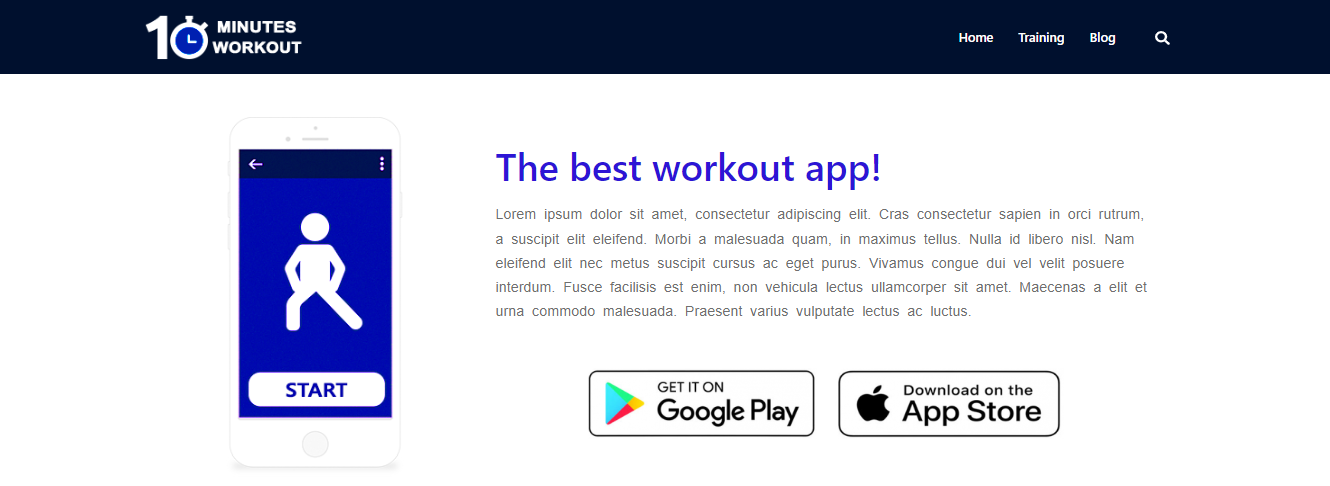 10 MINUTES
WORKOUT
Home Training Blog
The best workout app!
Lorem ipsum dolor sit amet, consectetur adipiscing elit. Cras consectetur sapien in orci rutrum,
a suscipit elit eleifend. Morbi a malesuada quam, in maximus tellus. Nulla id libero nisl. Nam
eleifend elit nec metus suscipit cursus ac eget purus. Vivamus congue dui vel velit posuere
interdum. Fusce facilisis est enim, non vehicula lectus ullamcorper sit amet. Maecenas a elit et
urna commodo malesuada. Praesent varius vulputate lectus ac luctus.
START
GET IT ON
Google Play
Download on the
App Store